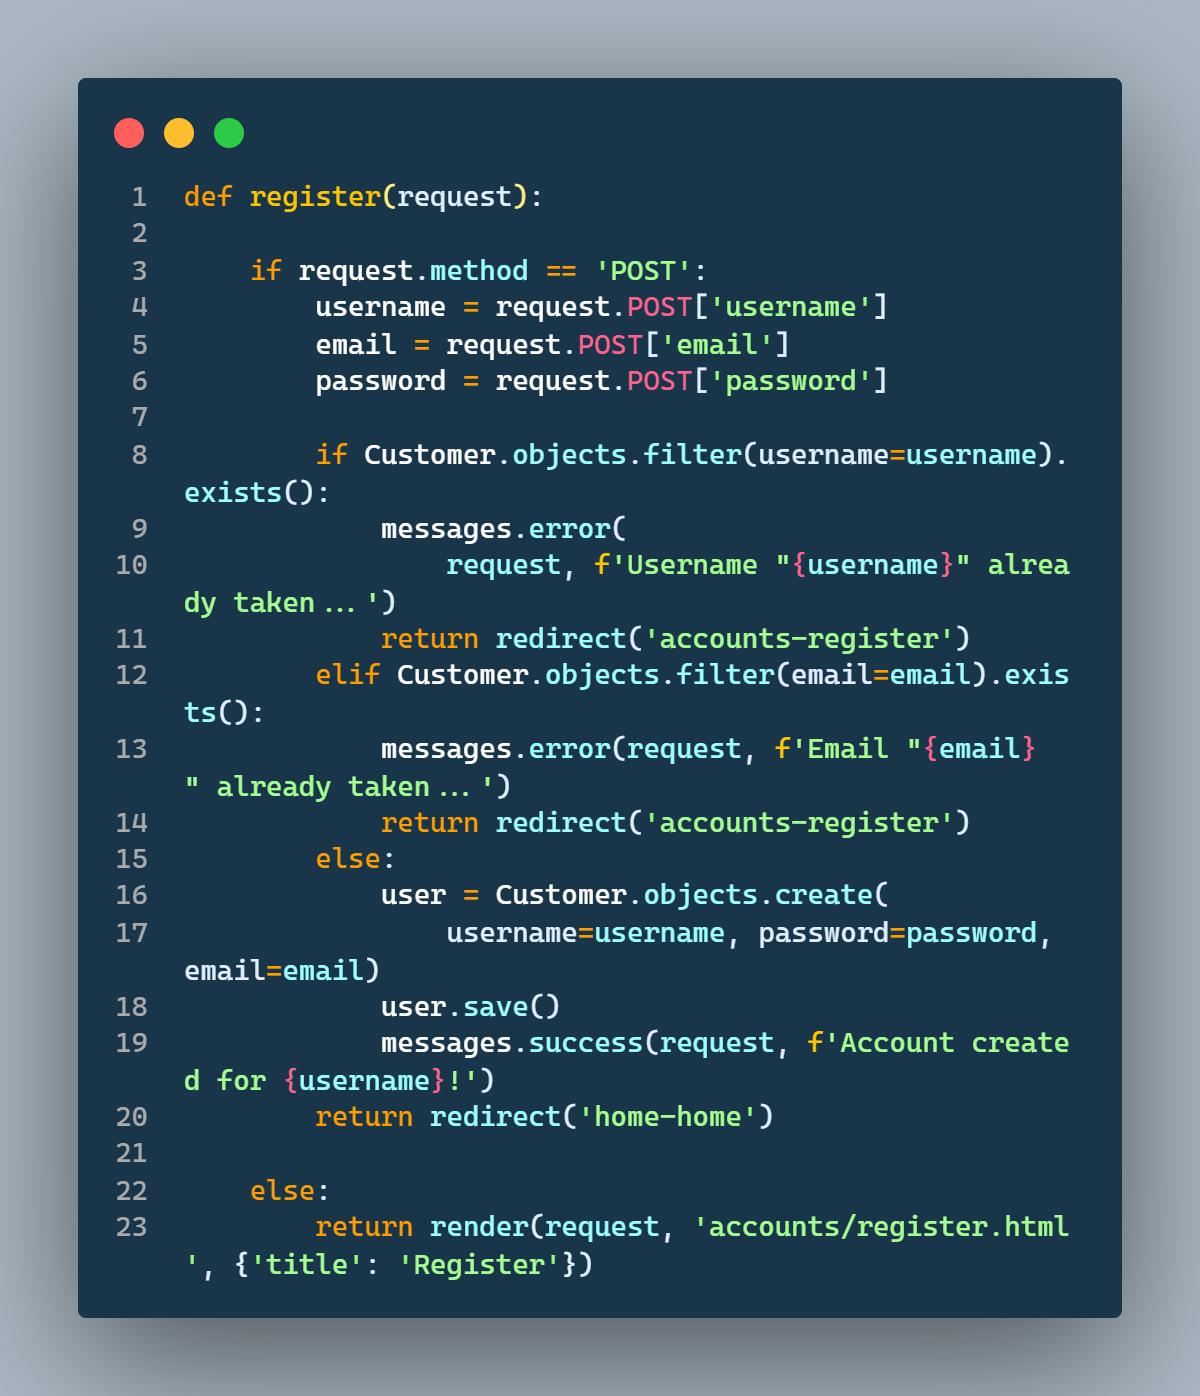 1 def register(request):
2
3     if request.method == 'POST':
4         username = request.POST['username']
5         email = request.POST['email']
6         password = request.POST['password']
7
8         if Customer.objects.filter(username=username).
exists():
9             messages.error(
10                 request, f'Username "{username}" alrea
dy taken...')
11             return redirect('accounts-register')
12         elif Customer.objects.filter(email=email).exis
ts():
13             messages.error(request, f'Email "{email}
" already taken...')
14             return redirect('accounts-register')
15         else:
16             user = Customer.objects.create(
17                 username=username, password=password,
email=email)
18             user.save()
19             messages.success(request, f'Account create
d for {username}!')
20         return redirect('home-home')
21
22     else:
23         return render(request, 'accounts/register.html
', {'title': 'Register'})